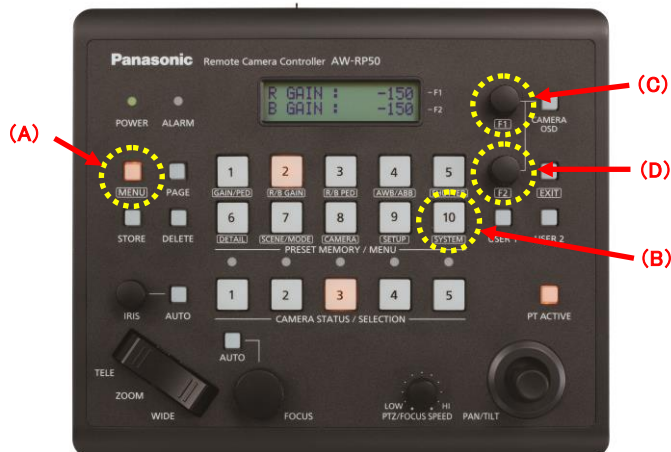 Panasonic Remote Camera Controller AW-RP50
R GAIN : -150 -F1
B GAIN : -150 -F2
(C)
F1
CAMERA
OSD
POWER ALARM
(A)
1 2 3 4 5
(D)
MENU PAGE
GAIN/PED R/B GAIN R/B PED AWB/ABB
F2 EXIT
6 7 8 9 10
STORE DELETE
DETAIL SCENE/MODE CAMERA SETUP SYSTEM
USER 1 USER 2
(B)
PRESET MEMORY / MENU
1 2 3 4 5
IRIS AUTO
PT ACTIVE
CAMERA STATUS / SELECTION
AUTO
TELE
ZOOM
WIDE
FOCUS
LOW HI
PTZ/FOCUS SPEED
PAN/TILT